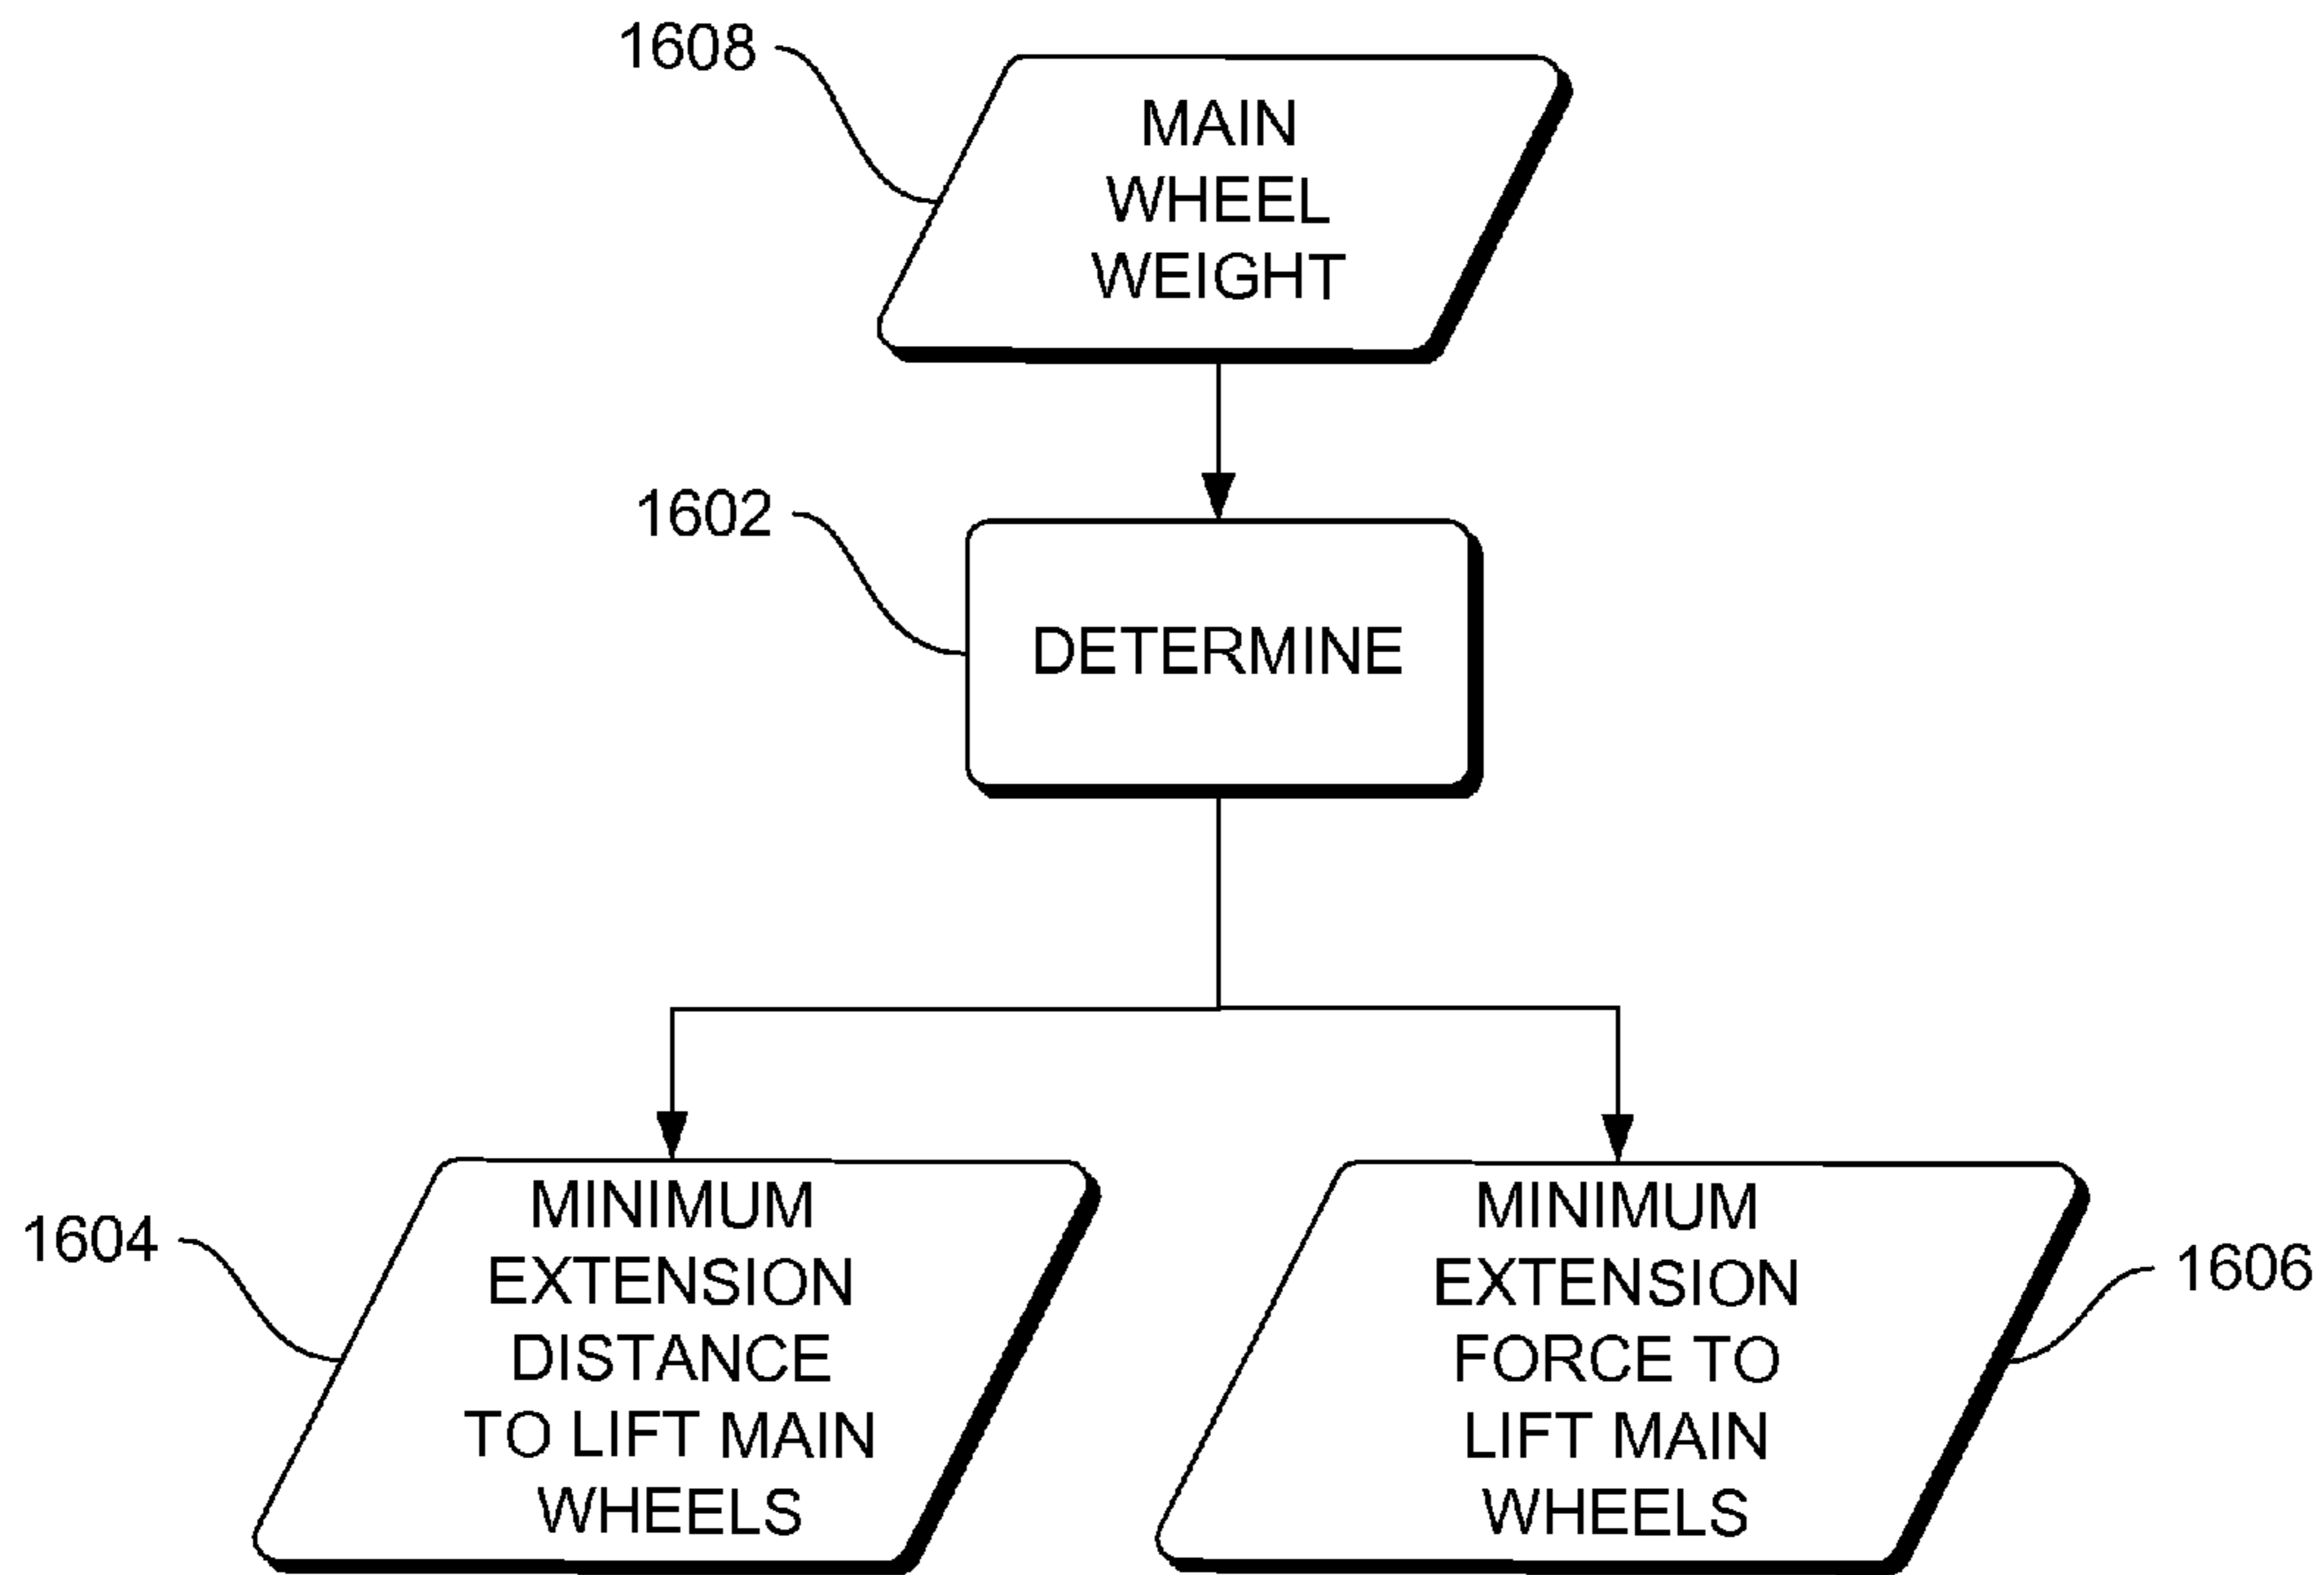 1608
MAIN
WHEEL
WEIGHT
1602
DETERMINE
1604
MINIMUM
EXTENSION
DISTANCE
TO LIFT MAIN
WHEELS
MINIMUM
EXTENSION
FORCE TO
LIFT MAIN
WHEELS
1606